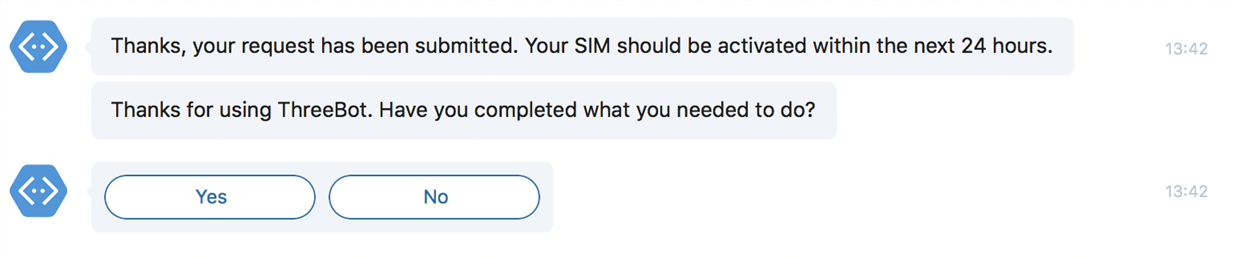 Thanks, your request has been submitted. Your SIM should be activated within the next 24 hours.
13:42
Thanks for using ThreeBot. Have you completed what you needed to do?
Yes
No
13:42